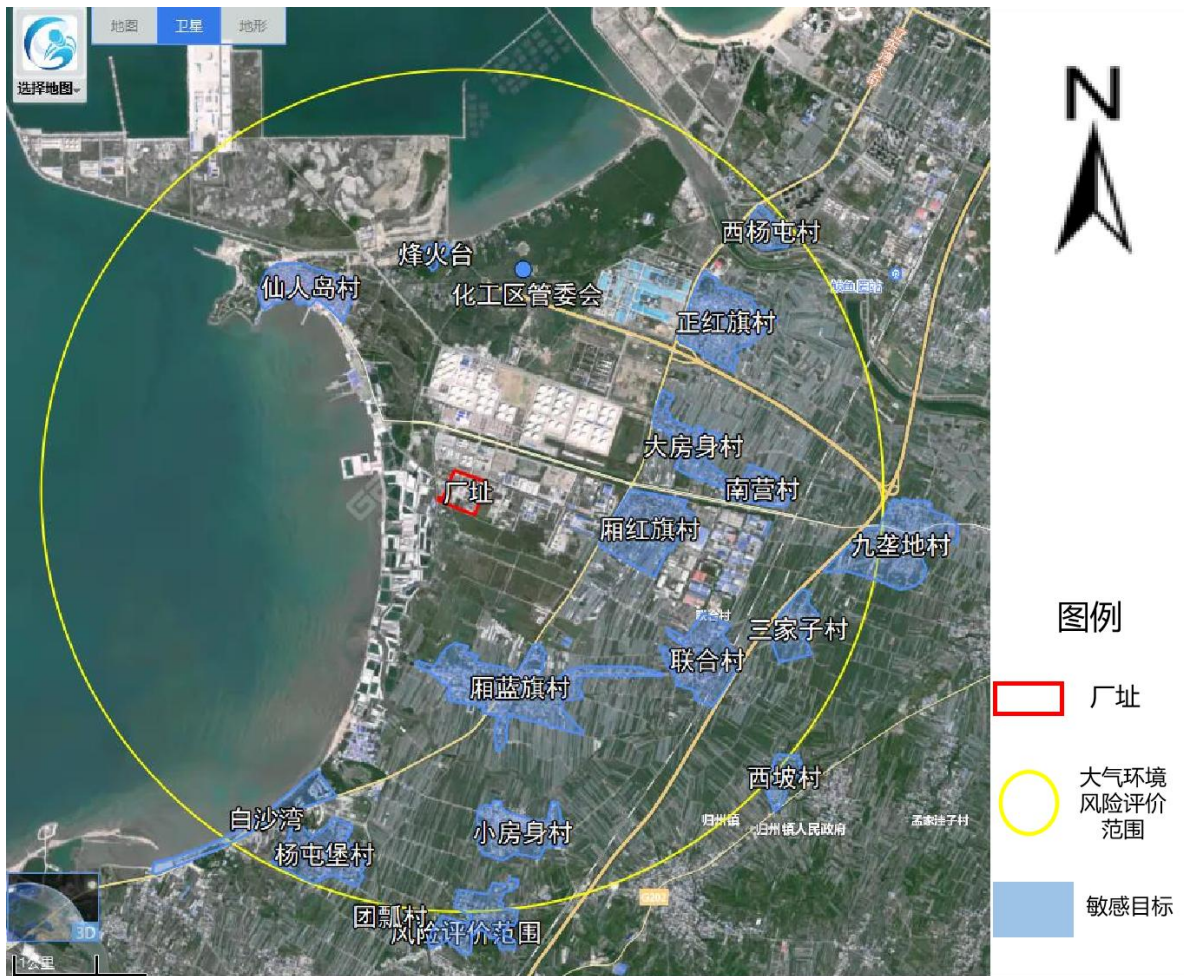 地图
卫星
地形
选择地图
N
西杨屯村
烽火台
仙人岛村
化工区管委会
正红旗村
大房身村
厂址
南营村
厢红旗村
九垄地村
联合村
三家子村
联合村
厢蓝旗村
西坡村
白沙湾
小房身村
归州镇
归州镇人民政府
杨屯堡村
团瓢村
风险评价范围
G202
3D
1公里
图例
厂址
大气环境
风险评价
范围
敏感目标